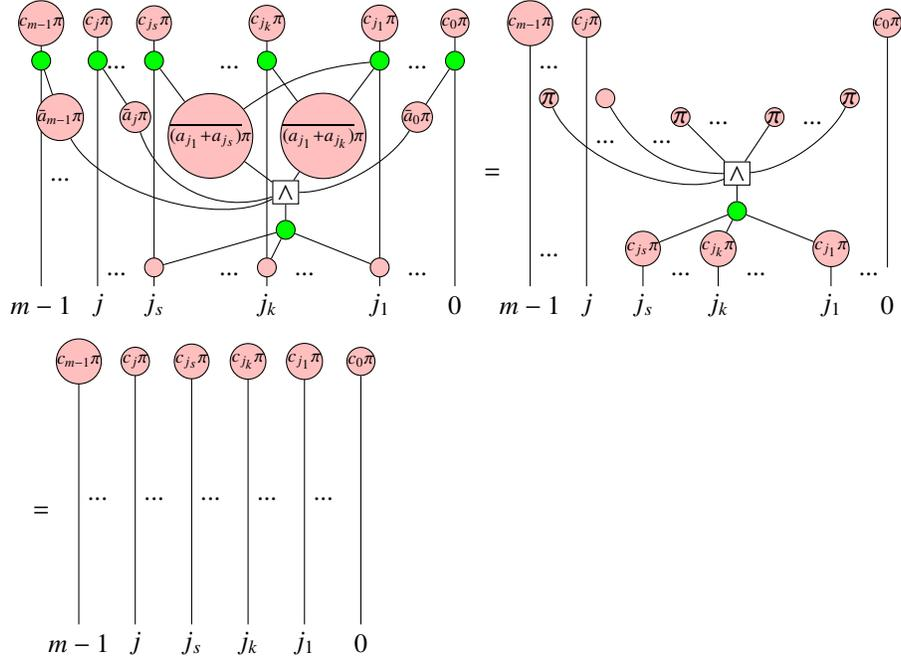 c_{m-1}π c_jπ c_{j_s}π c_{j_k}π c_{j_1}π c_0π c_{m-1}π c_jπ c_0π
... ... ... ...
ā_{m-1}π ā_jπ \overline{(a_{j_1}+a_{j_s})}π \overline{(a_{j_1}+a_{j_k})}π ā_0π π π π π
... ...
... ...
... ∧ = ∧
c_{j_s}π c_{j_k}π c_{j_1}π
... ... ... ... ... ... ... ...
m − 1 j j_s j_k j_1 0 m − 1 j j_s j_k j_1 0
c_{m-1}π c_jπ c_{j_s}π c_{j_k}π c_{j_1}π c_0π
= ... ... ... ... ...
m − 1 j j_s j_k j_1 0